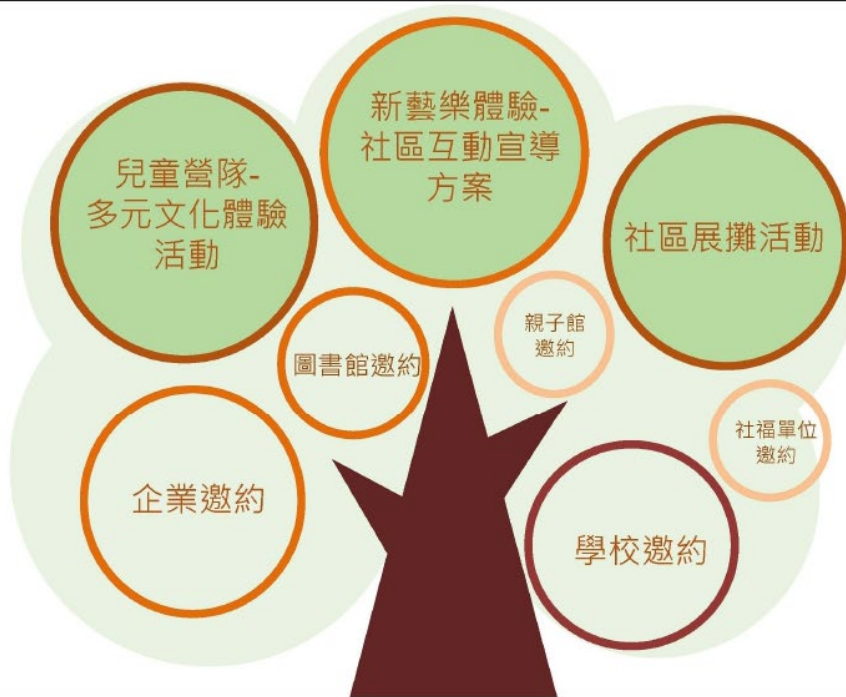 新藝樂體驗-
社區互動宣導
方案
兒童營隊-
多元文化體驗
活動
社區展攤活動
親子館
邀約
圖書館邀約
社福單位
邀約
企業邀約
學校邀約